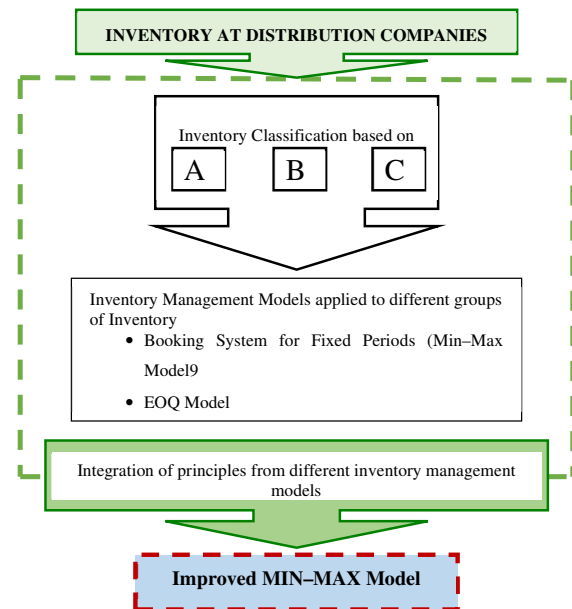 INVENTORY AT DISTRIBUTION COMPANIES
Inventory Classification based on
A B C
Inventory Management Models applied to different groups
of Inventory
• Booking System for Fixed Periods (Min–Max
Model9
• EOQ Model
Integration of principles from different inventory management
models
Improved MIN–MAX Model